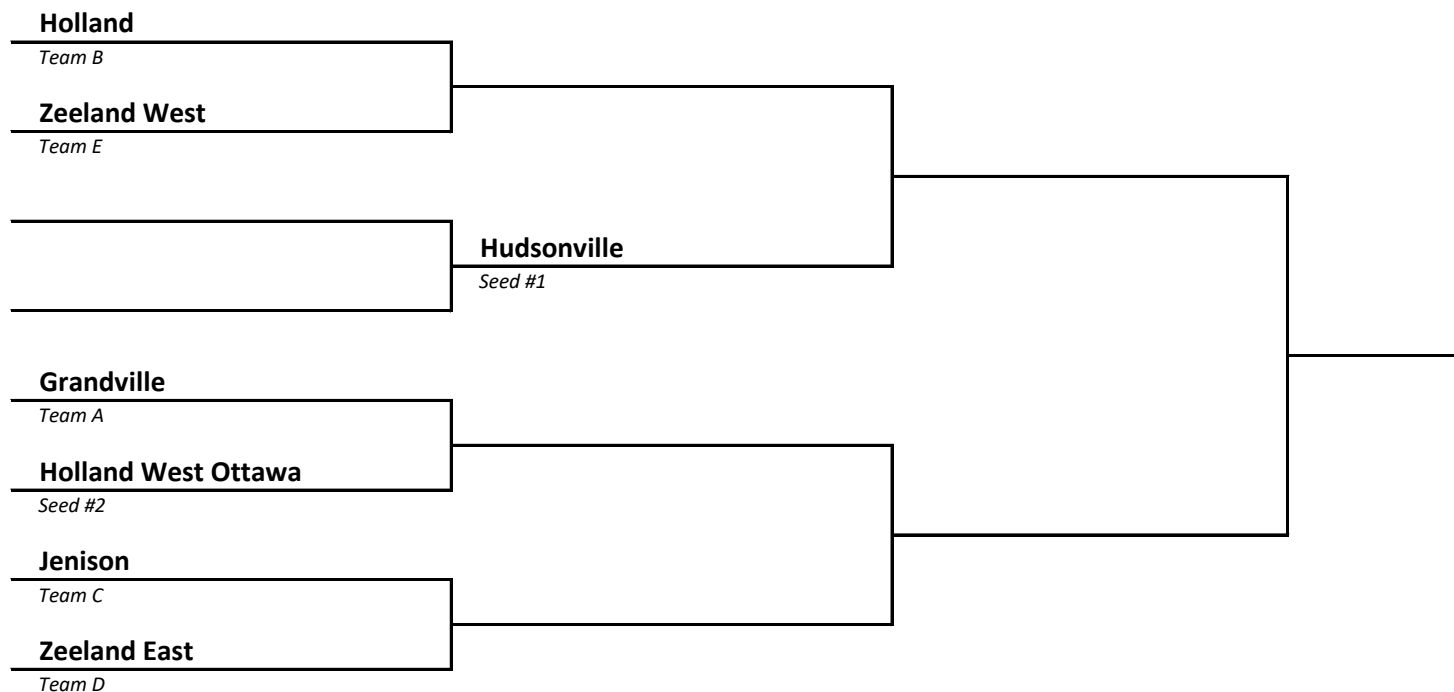 Holland
Team B
Zeeland West
Team E
Hudsonville
Seed #1
Grandville
Team A
Holland West Ottawa
Seed #2
Jenison
Team C
Zeeland East
Team D